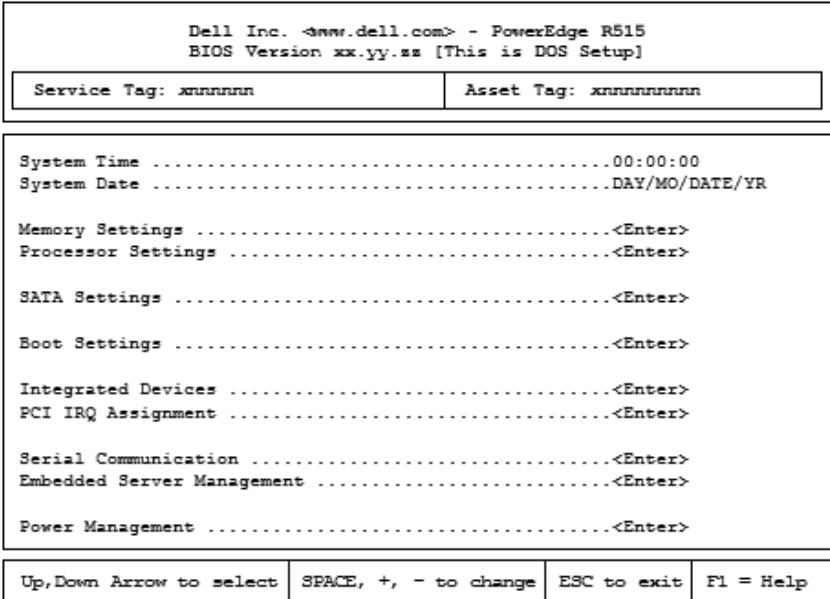 Dell Inc. <www.dell.com> - PowerEdge R515
BIOS Version xx.yy.zz [This is DOS Setup]
Service Tag: xnnnnnn Asset Tag: xnnnnnnnnn
System Time ..........................................00:00:00
System Date ..........................................DAY/MO/DATE/YR
Memory Settings ......................................<Enter>
Processor Settings ...................................<Enter>
SATA Settings ........................................<Enter>
Boot Settings ........................................<Enter>
Integrated Devices ...................................<Enter>
PCI IRQ Assignment ...................................<Enter>
Serial Communication .................................<Enter>
Embedded Server Management ...........................<Enter>
Power Management .....................................<Enter>
Up,Down Arrow to select SPACE, +, - to change ESC to exit F1 = Help